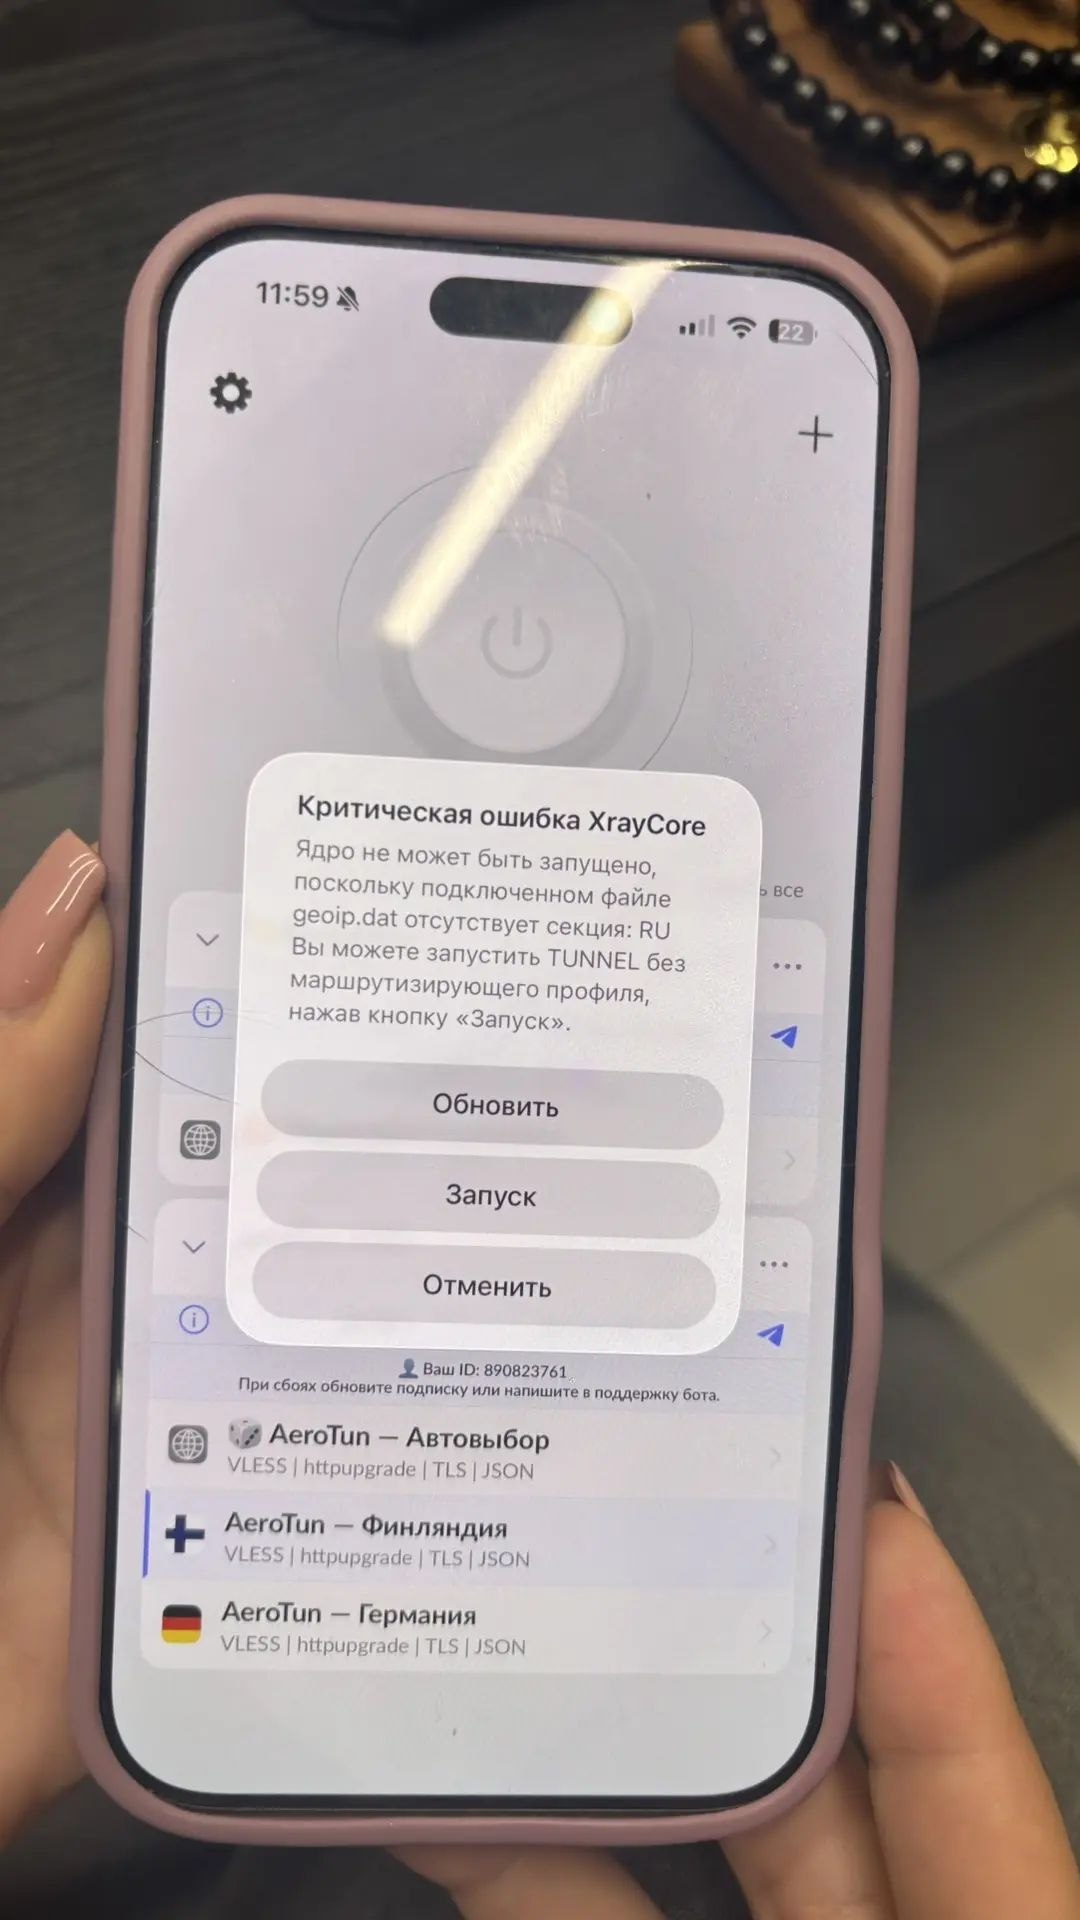 11:59
22
Критическая ошибка XrayCore
Ядро не может быть запущено,
поскольку подключенном файле
geoip.dat отсутствует секция: RU
Вы можете запустить TUNNEL без
маршрутизирующего профиля,
нажав кнопку «Запуск».
ь все
Обновить
Запуск
Отменить
Ваш ID: 890823761
При сбоях обновите подписку или напишите в поддержку бота.
AeroTun — Автовыбор
VLESS | httpupgrade | TLS | JSON
AeroTun — Финляндия
VLESS | httpupgrade | TLS | JSON
AeroTun — Германия
VLESS | httpupgrade | TLS | JSON